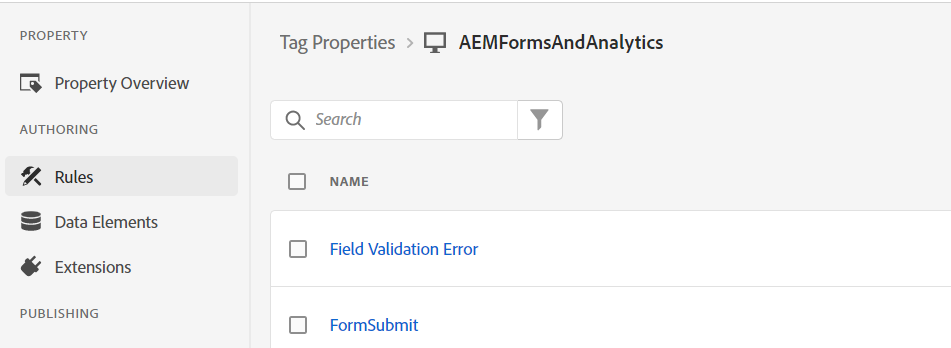 PROPERTY
Property Overview
AUTHORING
Rules
Data Elements
Extensions
PUBLISHING
Tag Properties > AEMFormsAndAnalytics
Search
NAME
Field Validation Error
FormSubmit